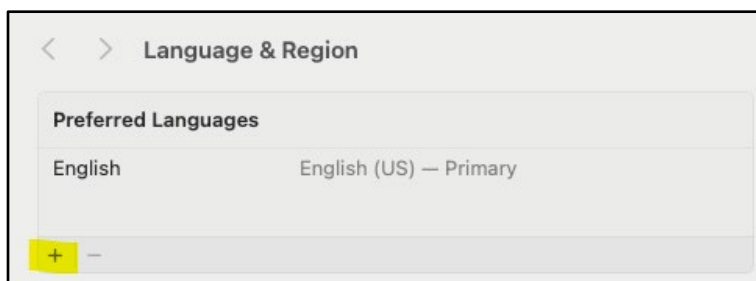 Language & Region
Preferred Languages
English English (US) — Primary
+ −